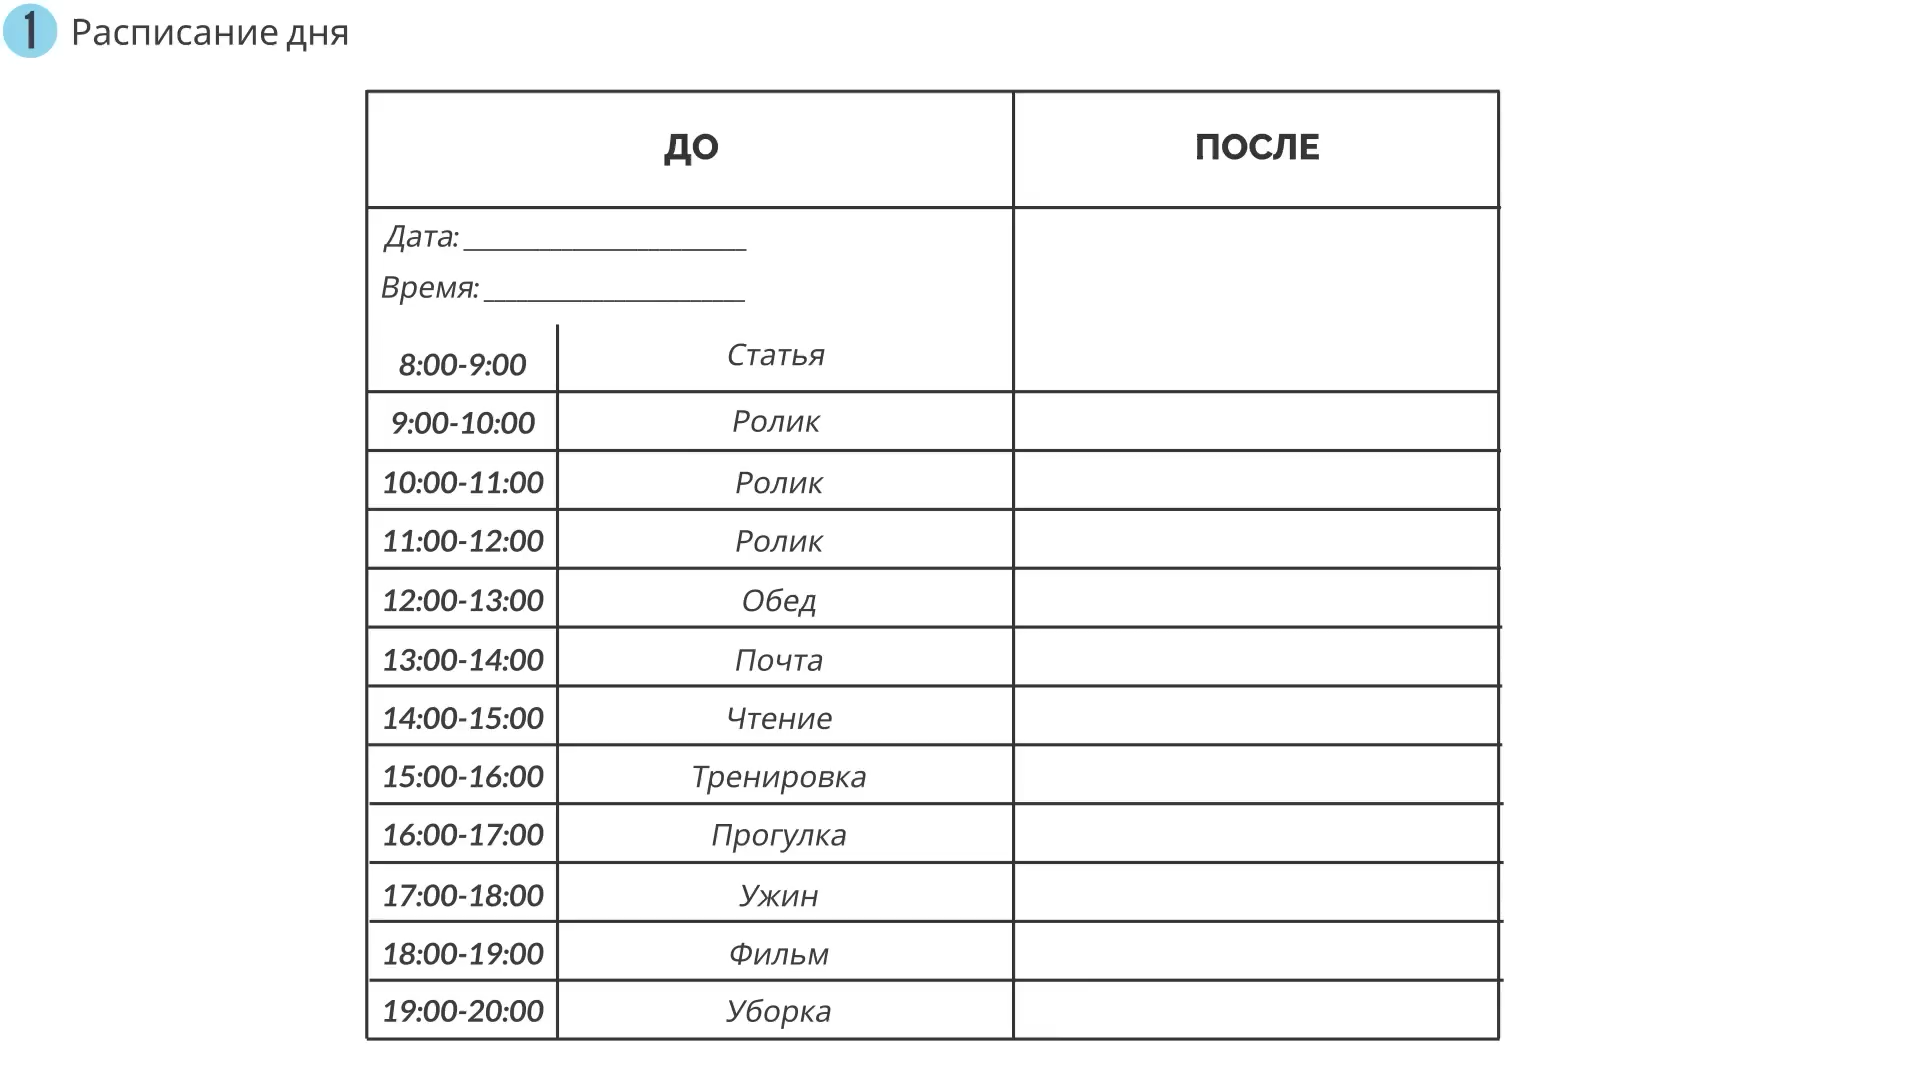 1 Расписание дня
ДО ПОСЛЕ
Дата: ____________________
Время: ___________________
8:00-9:00 Статья
9:00-10:00 Ролик
10:00-11:00 Ролик
11:00-12:00 Ролик
12:00-13:00 Обед
13:00-14:00 Почта
14:00-15:00 Чтение
15:00-16:00 Тренировка
16:00-17:00 Прогулка
17:00-18:00 Ужин
18:00-19:00 Фильм
19:00-20:00 Уборка